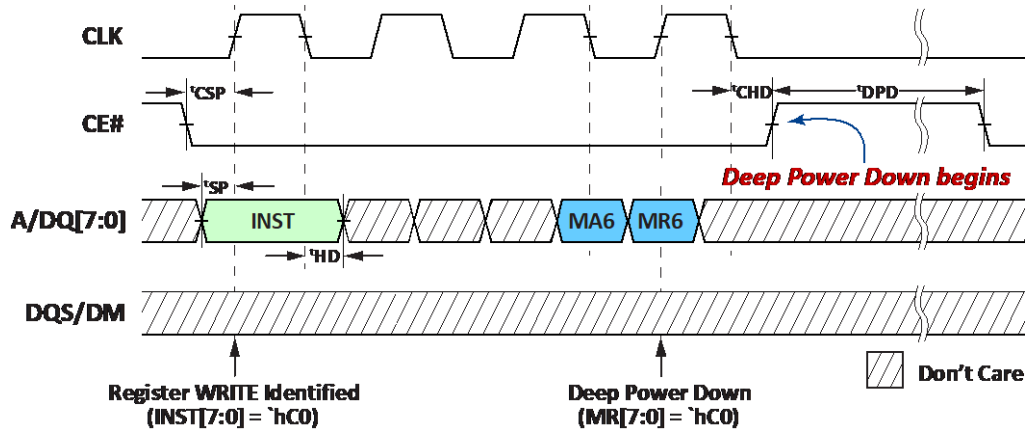 CLK
tCSP
tCHD
tDPD
CE#
Deep Power Down begins
tSP
A/DQ[7:0]
INST
MA6
MR6
tHD
DQS/DM
Don't Care
Register WRITE Identified
(INST[7:0] = `hC0)
Deep Power Down
(MR[7:0] = `hC0)